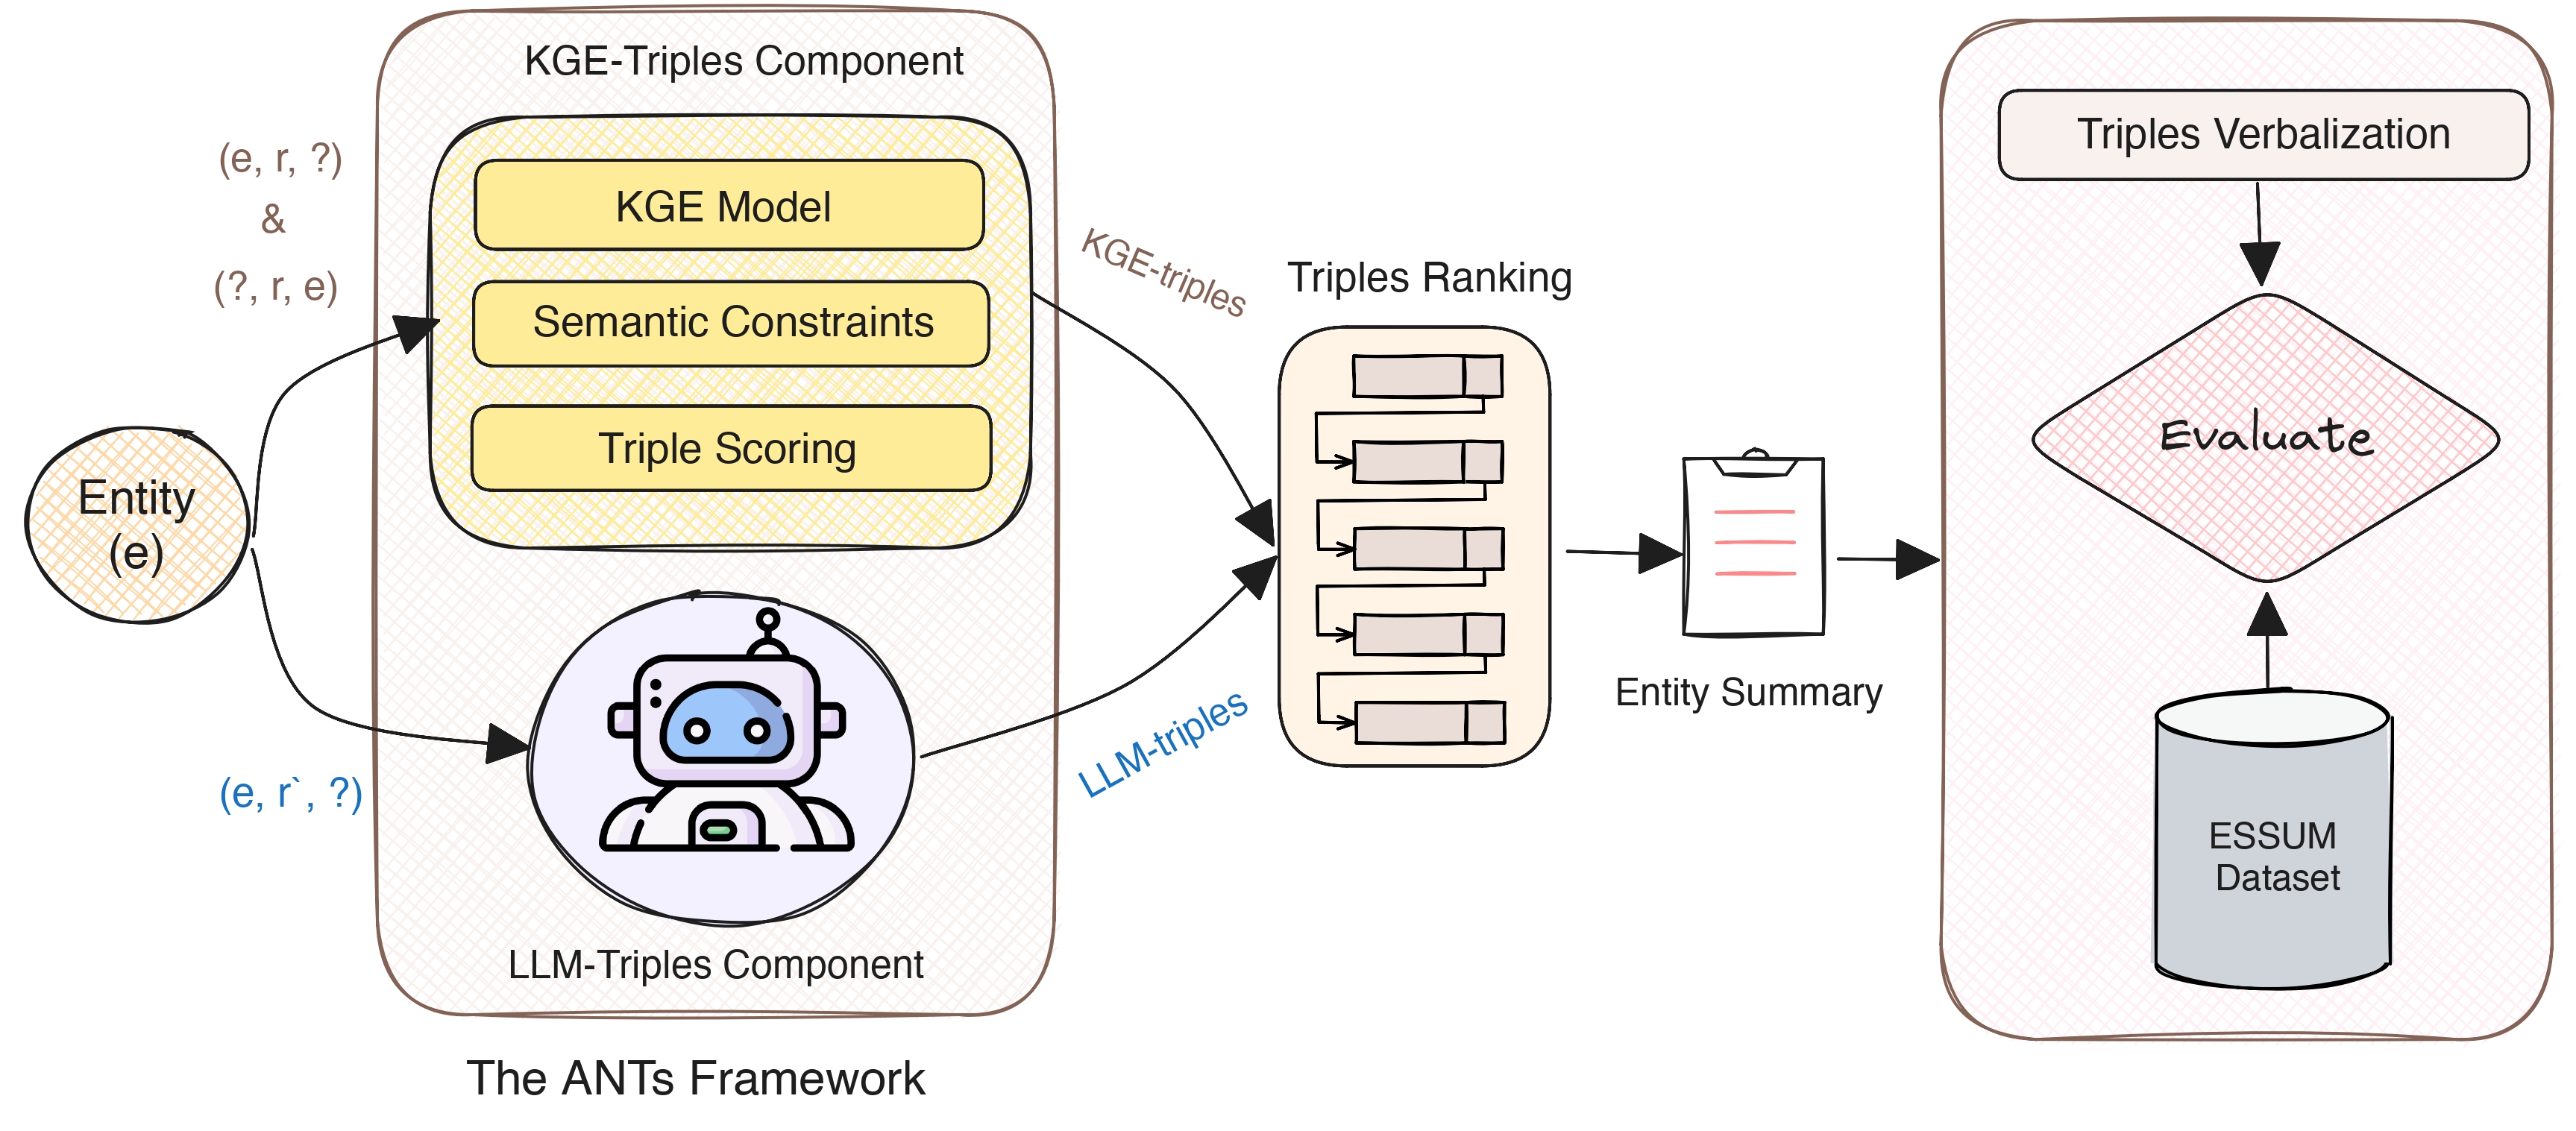 KGE-Triples Component
(e, r, ?)
&
(?, r, e)
KGE Model
Semantic Constraints
Triple Scoring
Entity
(e)
(e, r`, ?)
LLM-Triples Component
The ANTs Framework
KGE-triples
LLM-triples
Triples Ranking
Entity Summary
Triples Verbalization
Evaluate
ESSUM
Dataset